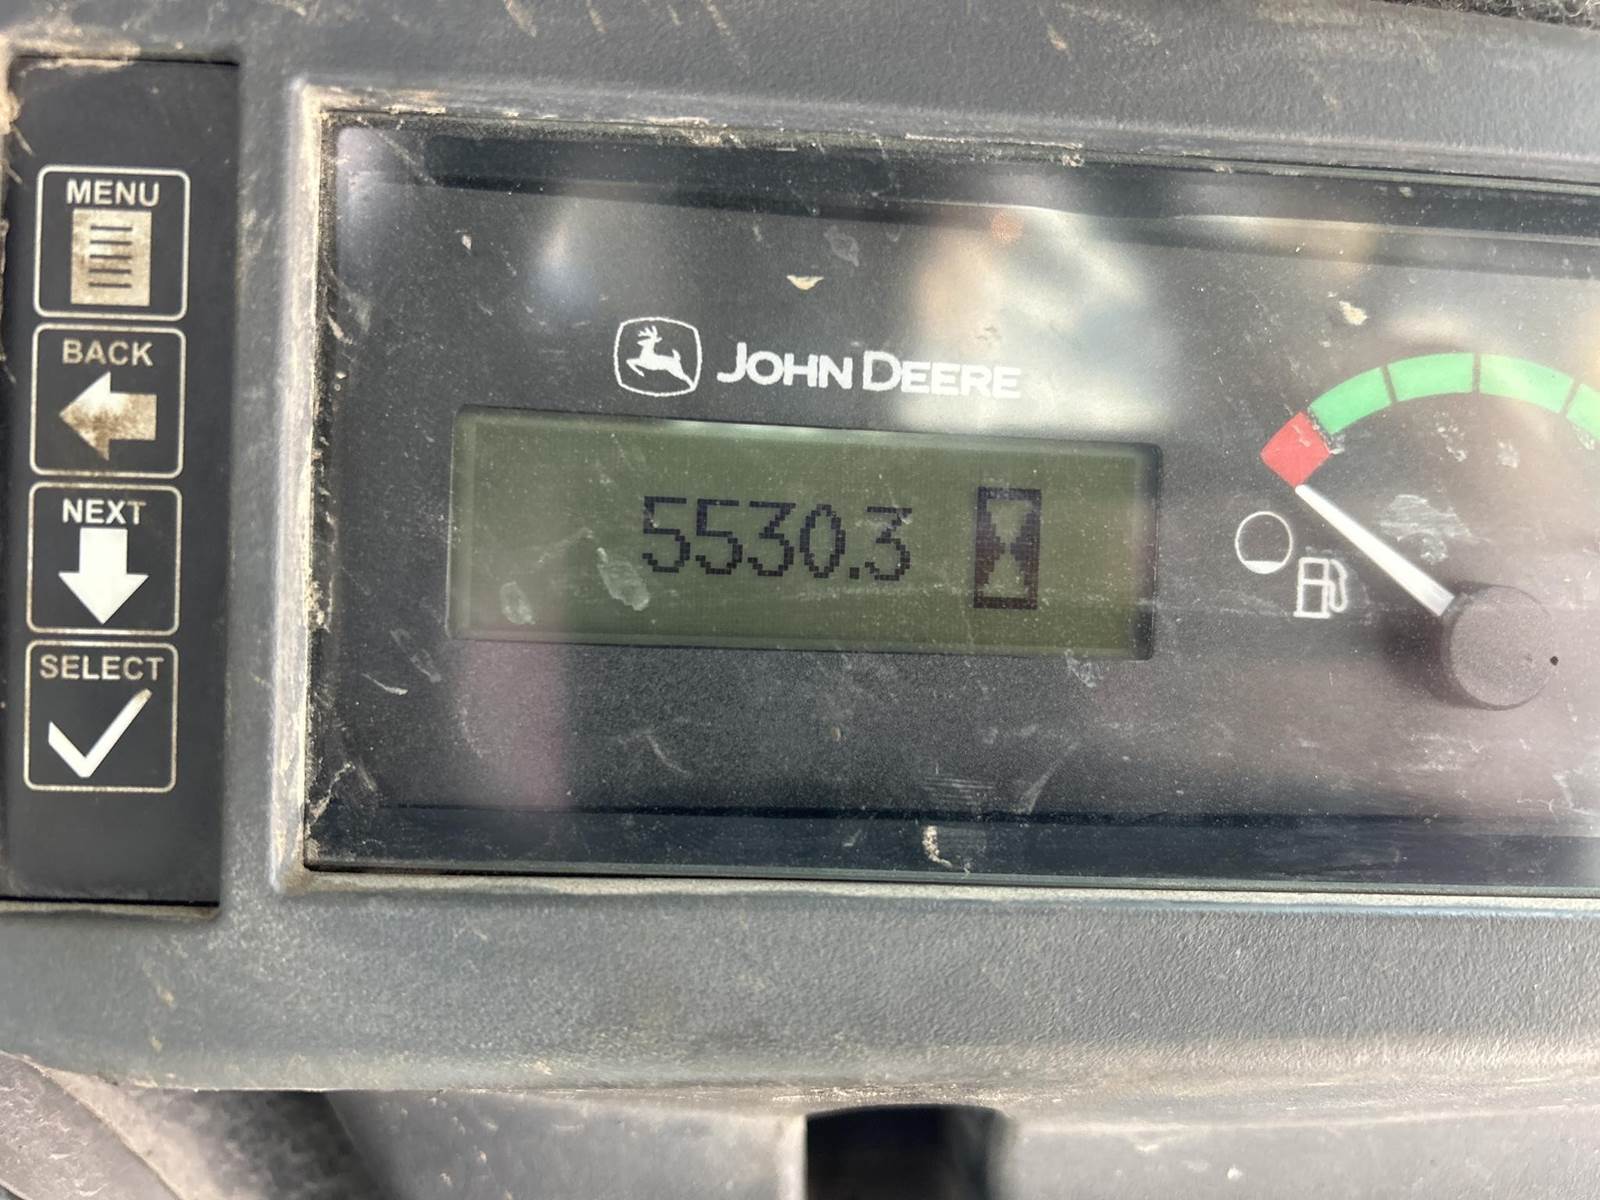 MENU
BACK
NEXT
SELECT
JOHN DEERE
5530.3